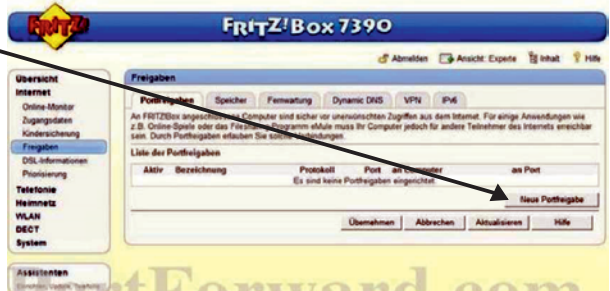 FRITZ!
FRITZ!Box 7390
Abmelden Ansicht: Experte Inhalt Hilfe
Übersicht
Internet
Online-Monitor
Zugangsdaten
Kindersicherung
Freigaben
DSL-Informationen
Priorisierung
Telefonie
Heimnetz
WLAN
DECT
System
Assistenten
Freigaben
Portfreigaben Speicher Fernwartung Dynamic DNS VPN IPv6
An FRITZ!Box angeschlossene Computer sind sicher vor unerwünschten Zugriffen aus dem Internet. Für einige Anwendungen wie
z.B. Online-Spiele oder das Filesharing-Programm eMule muss Ihr Computer jedoch für andere Teilnehmer des Internets erreichbar
sein. Durch Portfreigaben erlauben Sie solche Verbindungen.
Liste der Portfreigaben
Aktiv Bezeichnung Protokoll Port an Computer an Port
Es sind keine Portfreigaben eingerichtet
Neue Portfreigabe
Übernehmen Abbrechen Aktualisieren Hilfe
PortForward.com